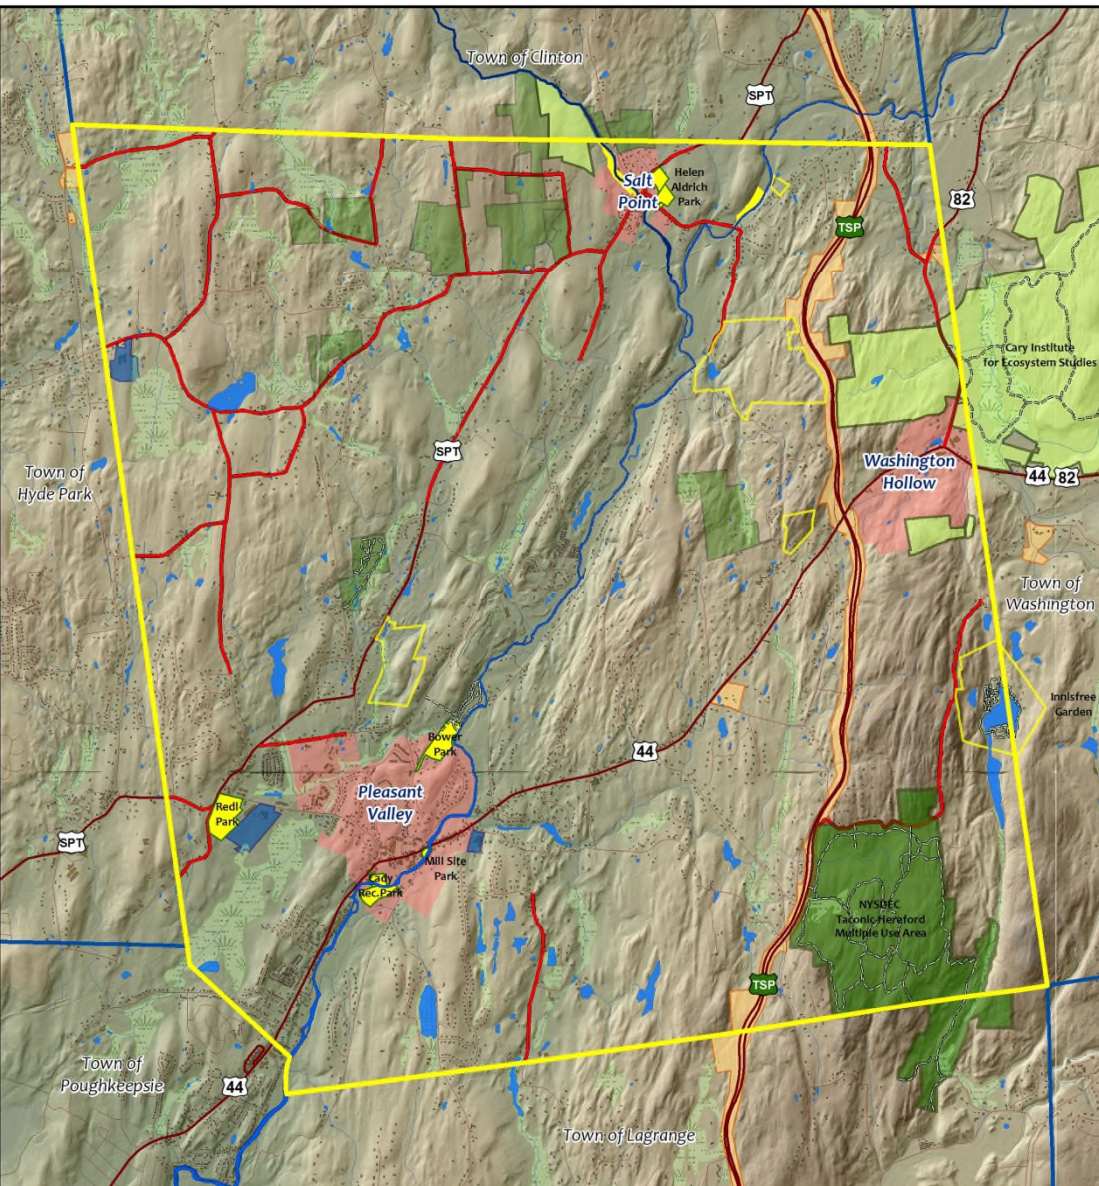 Town of Clinton
SPT
Salt
Point
Helen
Aldrich
Park
82
TSP
Cary Institute
for Ecosystem Studies
SPT
Town of
Hyde Park
Washington
Hollow
44
82
Town of
Washington
Innisfree
Garden
Bower
Park
44
Pleasant
Valley
Redl
Park
SPT
Mill Site
Park
Cady
Rec.Park
NYSDEC
Taconic-Hereford
Multiple Use Area
TSP
Town of
Poughkeepsie
44
Town of Lagrange